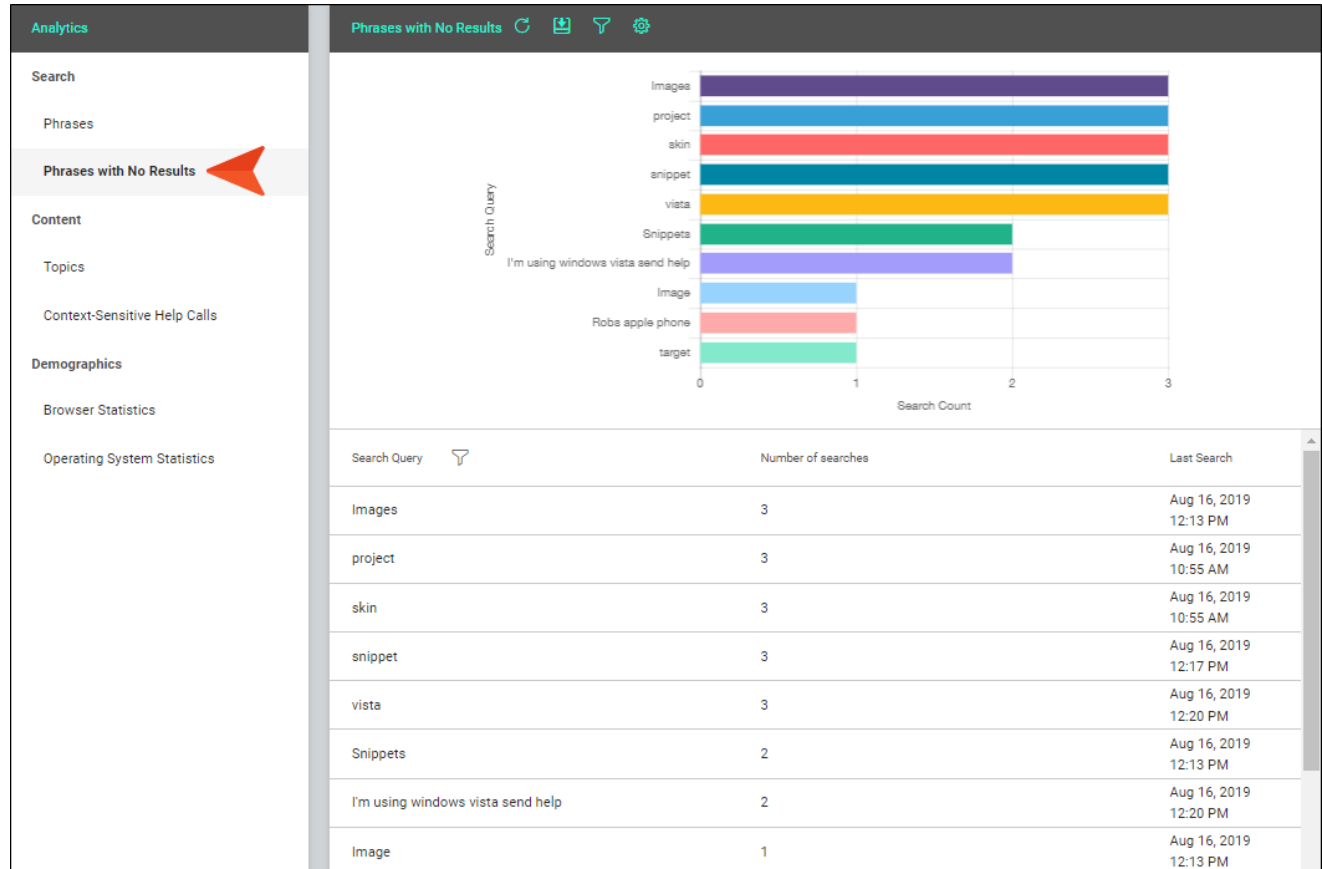 Analytics
Search
Phrases
Phrases with No Results
Content
Topics
Context-Sensitive Help Calls
Demographics
Browser Statistics
Operating System Statistics
Phrases with No Results
Search Query
Images
project
skin
snippet
vista
Snippets
I'm using windows vista send help
Image
Robs apple phone
target
0 1 2 3
Search Count
Search Query Number of searches Last Search
Images 3 Aug 16, 2019
12:13 PM
project 3 Aug 16, 2019
10:55 AM
skin 3 Aug 16, 2019
10:55 AM
snippet 3 Aug 16, 2019
12:17 PM
vista 3 Aug 16, 2019
12:20 PM
Snippets 2 Aug 16, 2019
12:13 PM
I'm using windows vista send help 2 Aug 16, 2019
12:20 PM
Image 1 Aug 16, 2019
12:13 PM